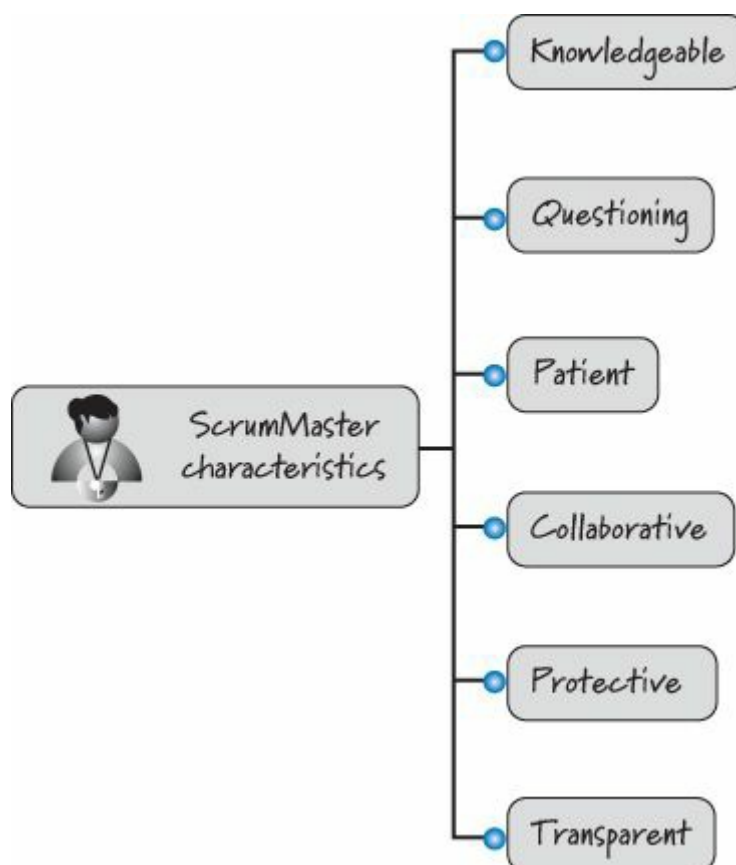 Knowledgeable
Questioning
Patient
ScrumMaster
characteristics
Collaborative
Protective
Transparent